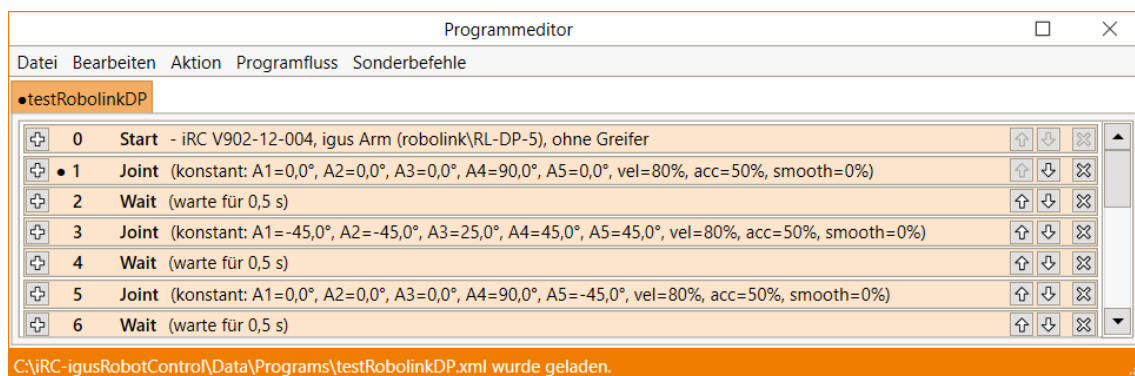 Programmeditor
Datei Bearbeiten Aktion Programfluss Sonderbefehle
•testRobolinkDP
0 Start - iRC V902-12-004, igus Arm (robolink\RL-DP-5), ohne Greifer
• 1 Joint (konstant: A1=0,0°, A2=0,0°, A3=0,0°, A4=90,0°, A5=0,0°, vel=80%, acc=50%, smooth=0%)
2 Wait (warte für 0,5 s)
3 Joint (konstant: A1=-45,0°, A2=-45,0°, A3=25,0°, A4=45,0°, A5=45,0°, vel=80%, acc=50%, smooth=0%)
4 Wait (warte für 0,5 s)
5 Joint (konstant: A1=0,0°, A2=0,0°, A3=0,0°, A4=90,0°, A5=-45,0°, vel=80%, acc=50%, smooth=0%)
6 Wait (warte für 0,5 s)
C:\iRC-igusRobotControl\Data\Programs\testRobolinkDP.xml wurde geladen.